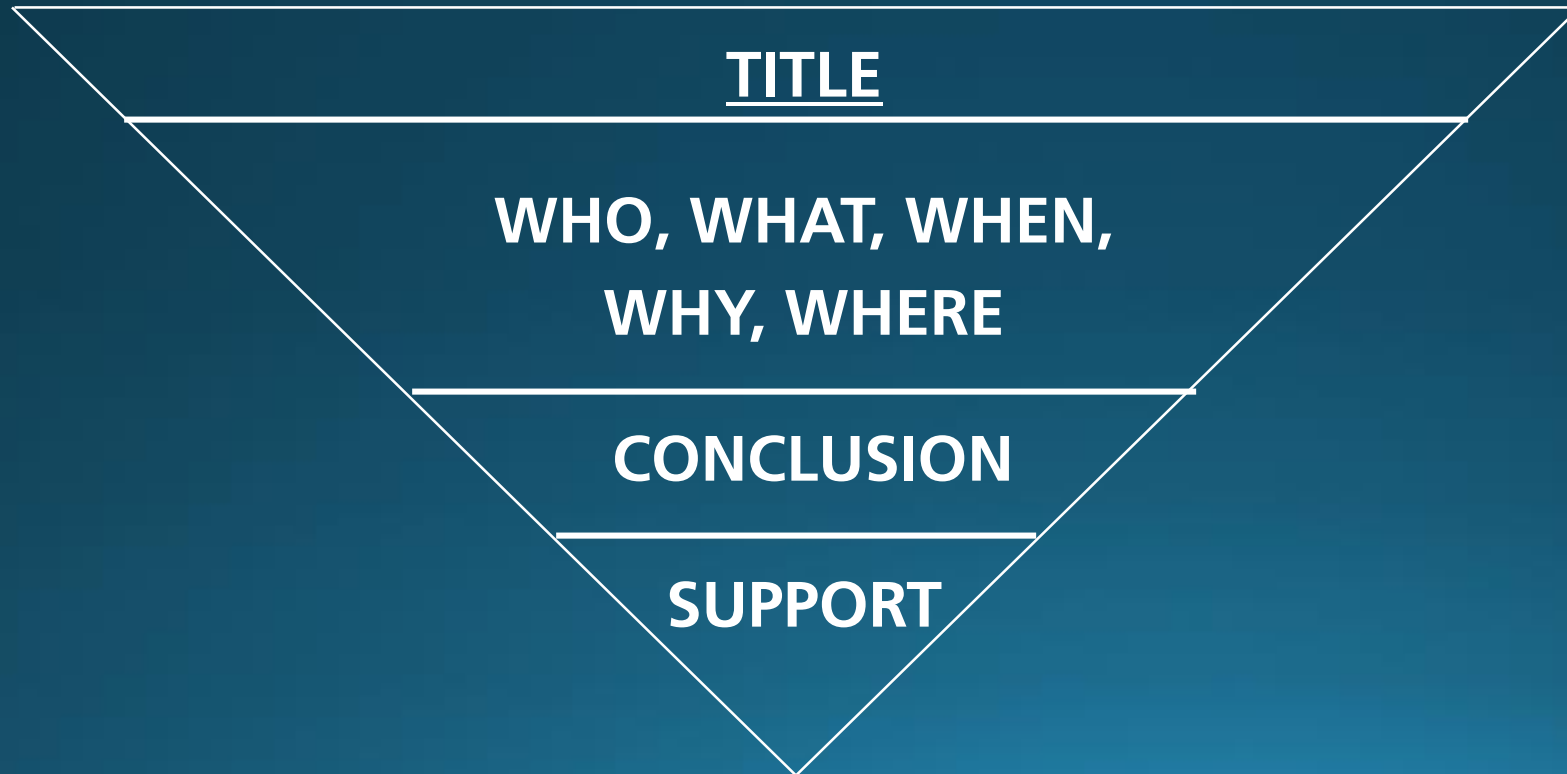 TITLE
WHO, WHAT, WHEN,
WHY, WHERE
CONCLUSION
SUPPORT